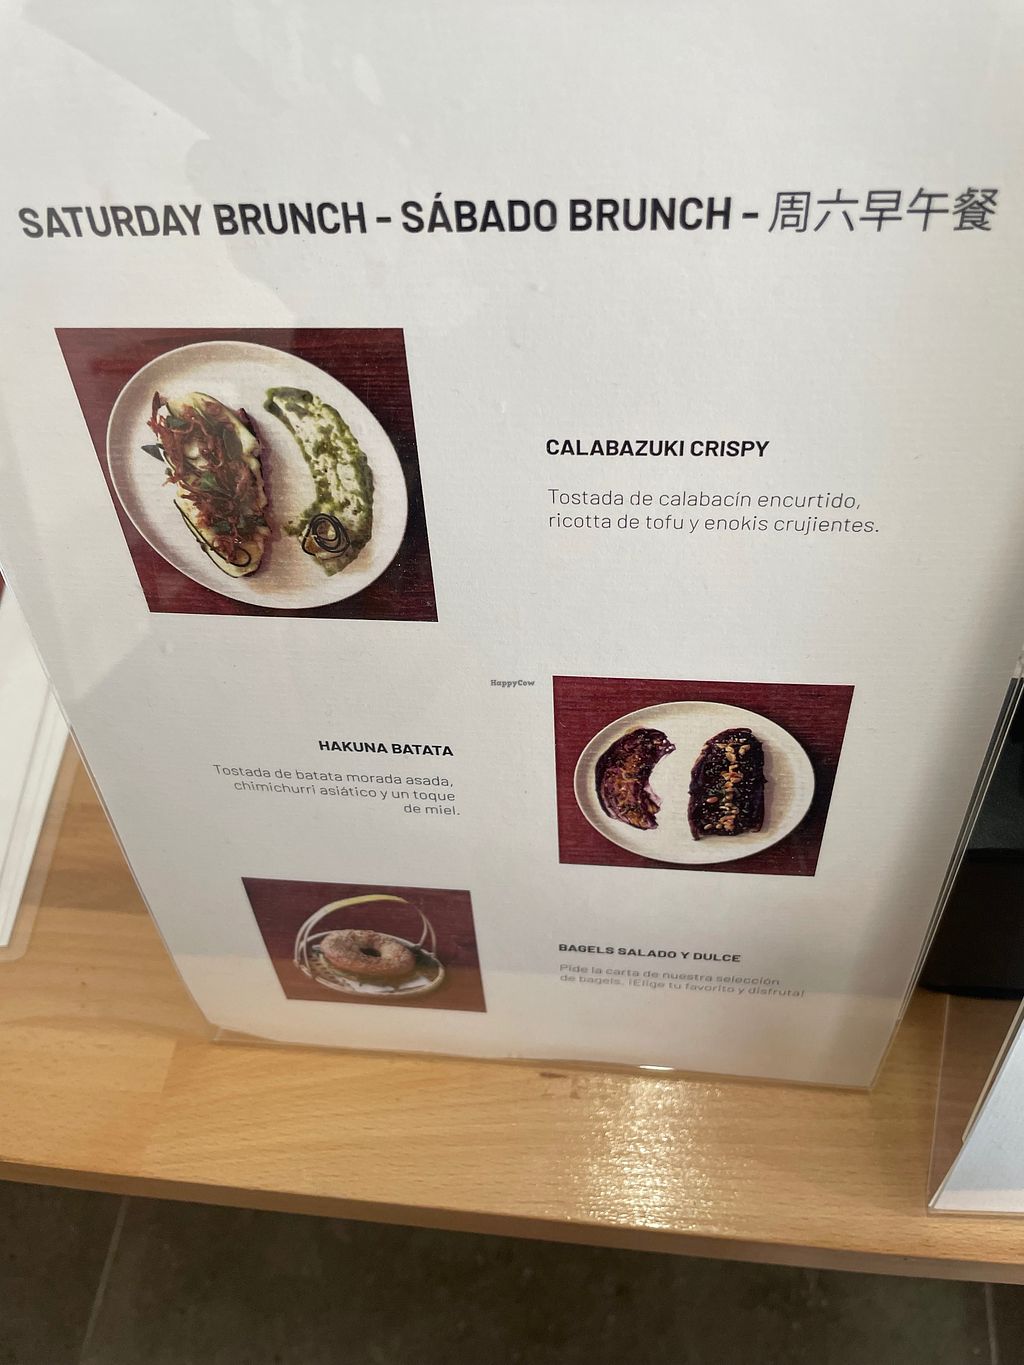 SATURDAY BRUNCH - SÁBADO BRUNCH - 周六早午餐
CALABAZUKI CRISPY
Tostada de calabacín encurtido,
ricotta de tofu y enokis crujientes.
HappyCow
HAKUNA BATATA
Tostada de batata morada asada,
chimichurri asiático y un toque
de miel.
BAGELS SALADO Y DULCE
Pide la carta de nuestra selección
de bagels. ¡Elige tu favorito y disfruta!